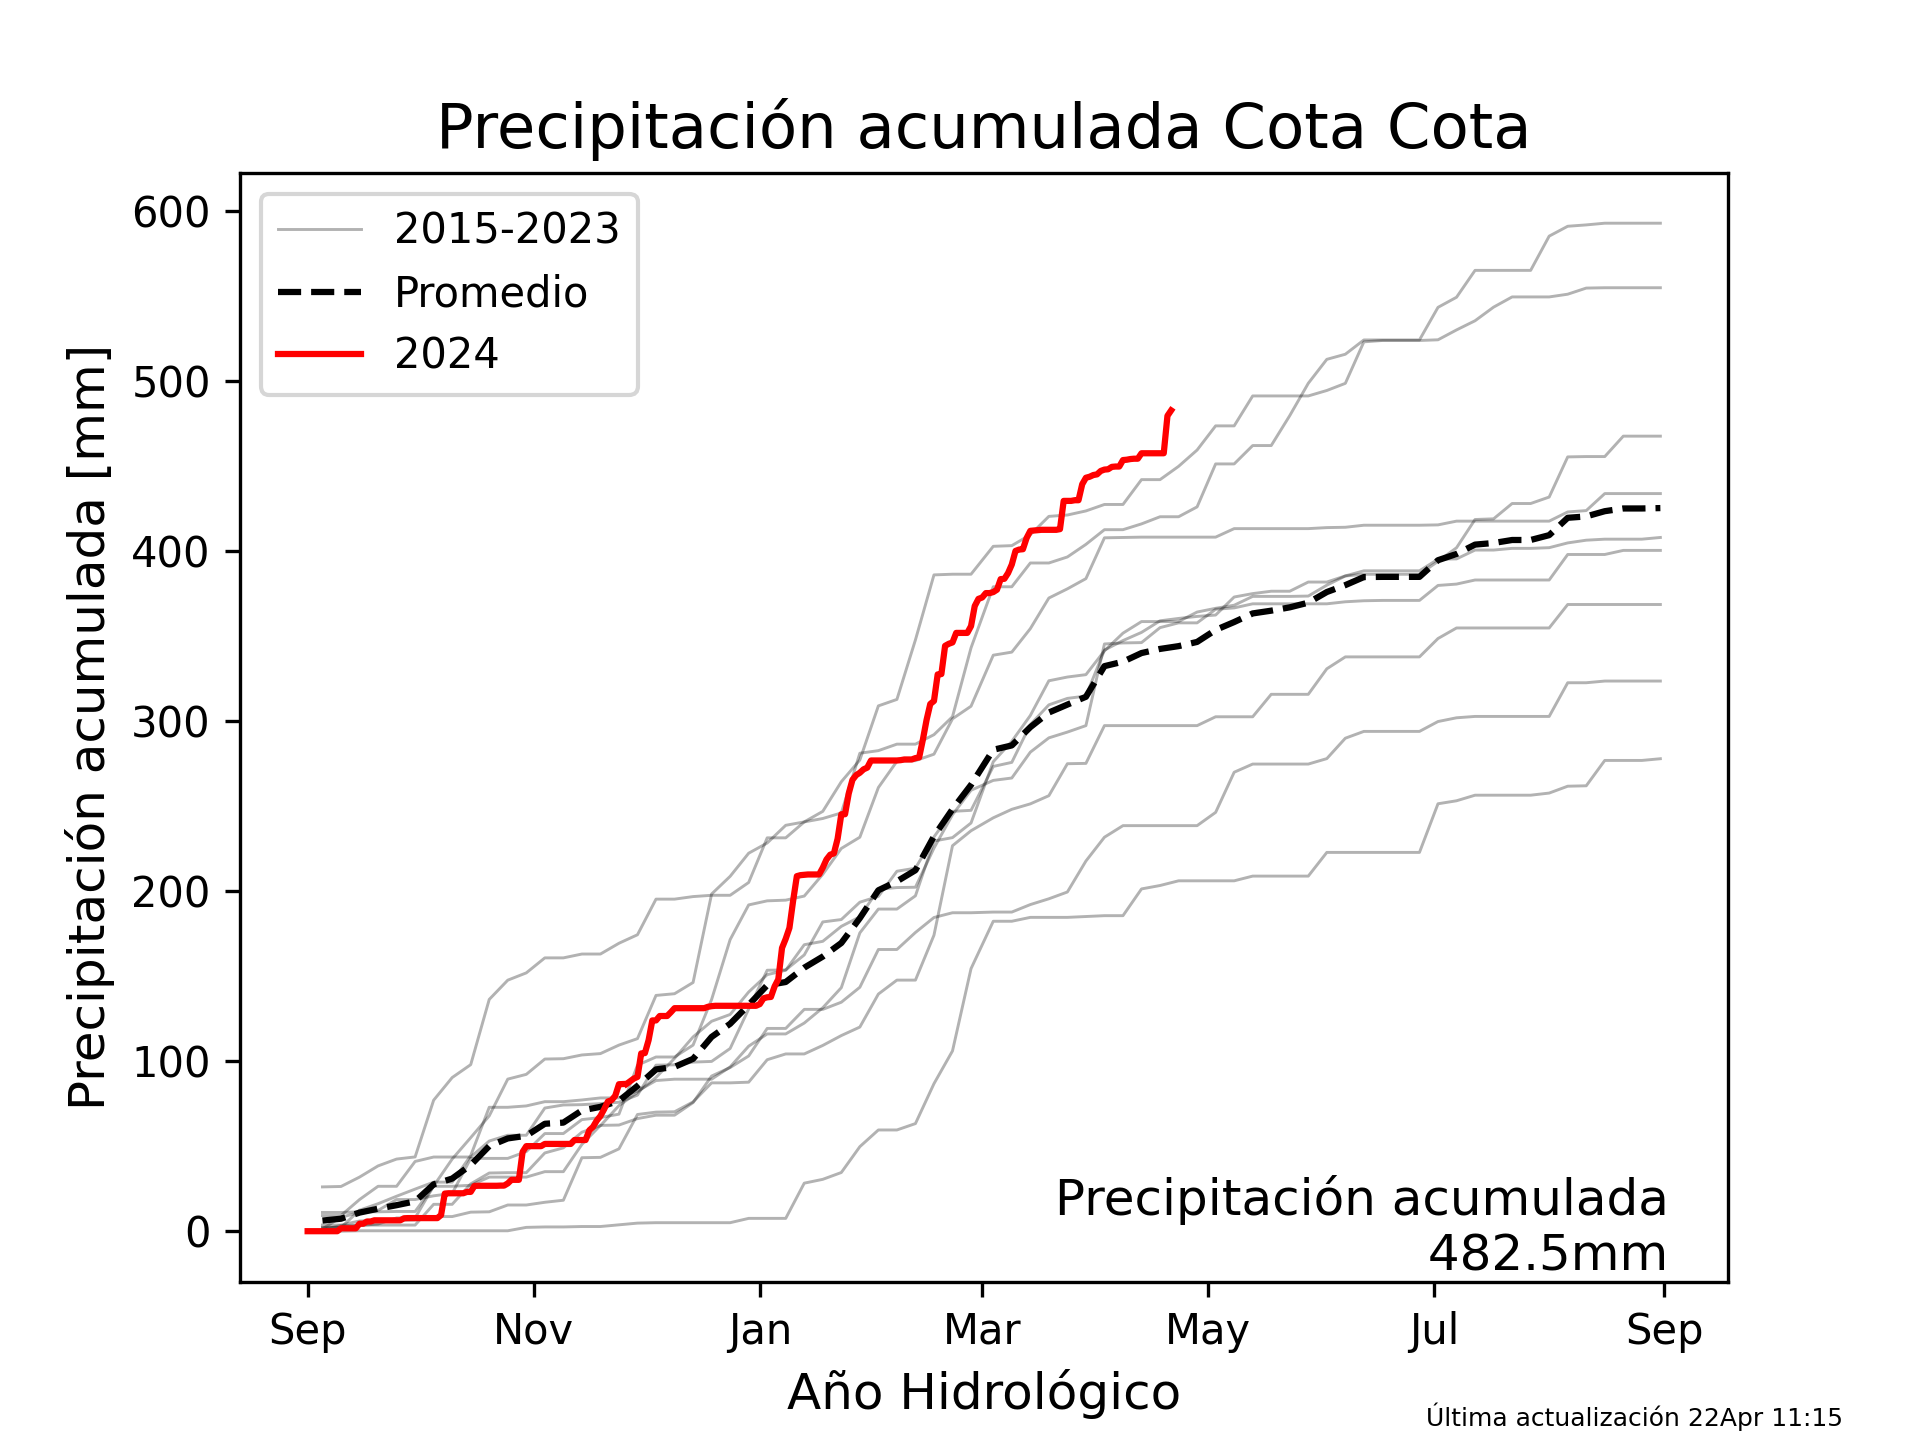 Precipitación acumulada Cota Cota
2015-2023
Promedio
2024
Precipitación acumulada [mm]
600
500
400
300
200
100
0
Precipitación acumulada
482.5mm
Sep Nov Jan Mar May Jul Sep
Año Hidrológico
Última actualización 22Apr 11:15